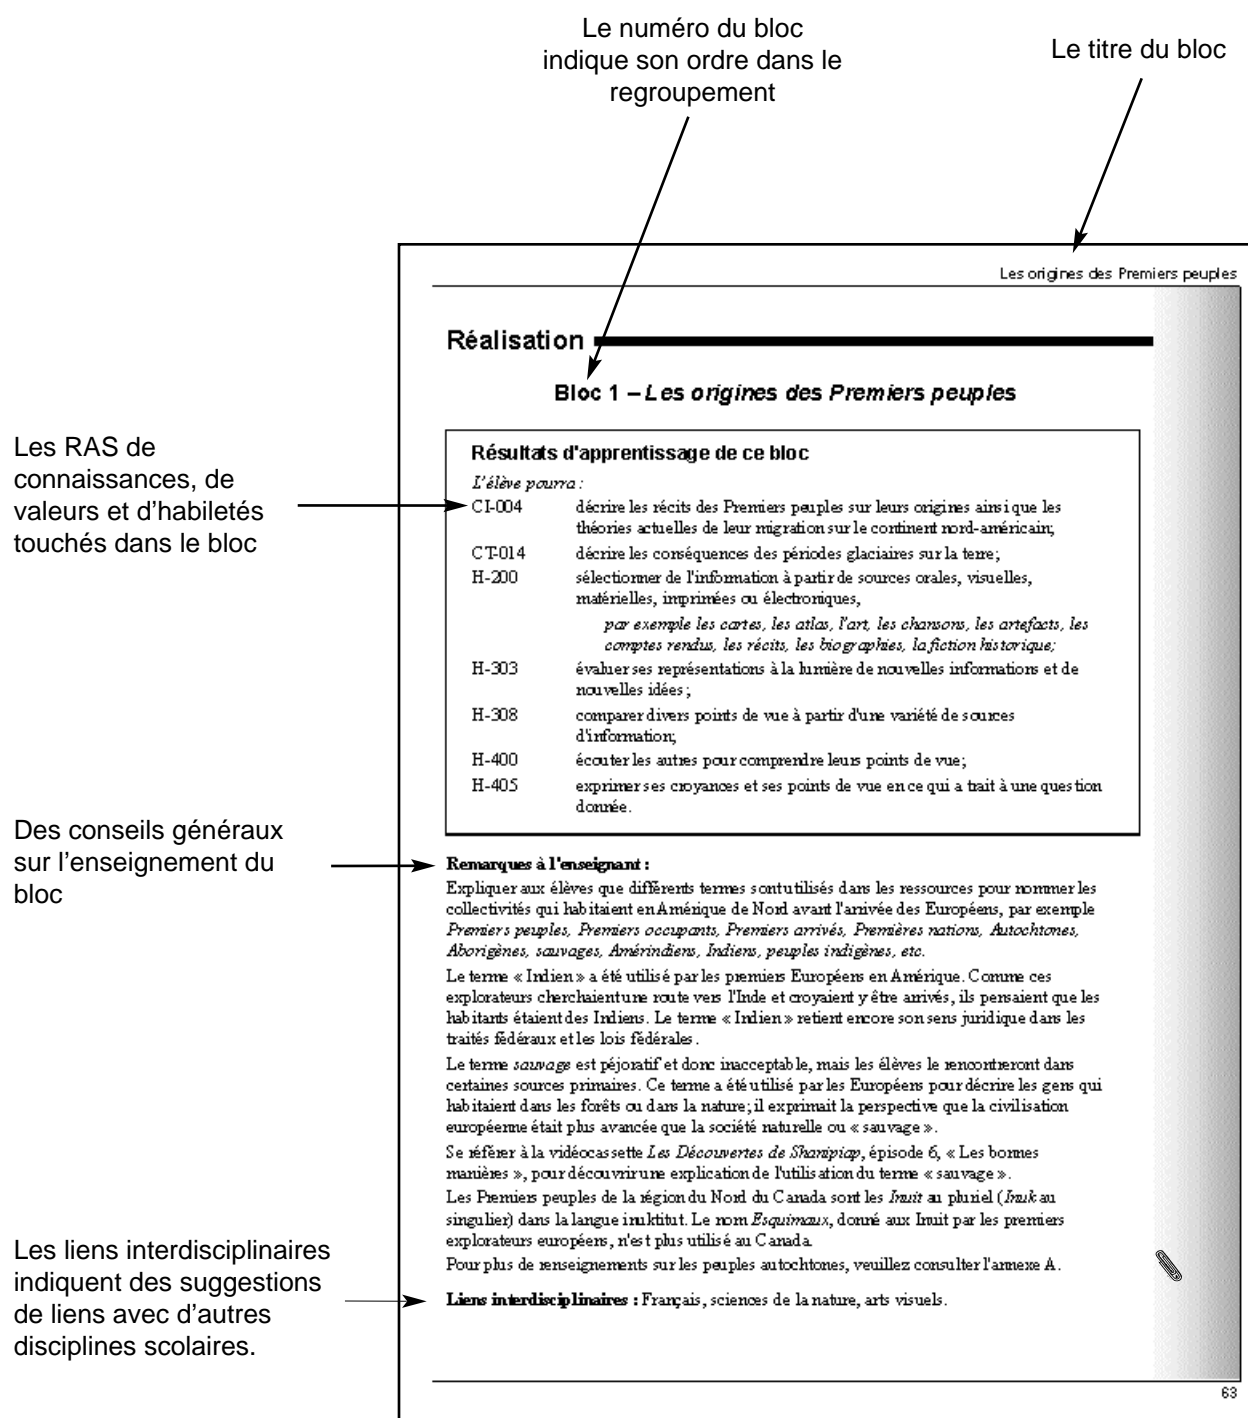 Le numéro du bloc
indique son ordre dans le
regroupement
Le titre du bloc
Les origines des Premiers peuples
Réalisation
Bloc 1 – Les origines des Premiers peuples
Les RAS de
connaissances, de
valeurs et d’habiletés
touchés dans le bloc
Résultats d'apprentissage de ce bloc
L'élève pourra :
CI-004 décrire les récits des Premiers peuples sur leurs origines ainsi que les
théories actuelles de leur migration sur le continent nord-américain;
CT-014 décrire les conséquences des périodes glaciaires sur la terre;
H-200 sélectionner de l'information à partir de sources orales, visuelles,
matérielles, imprimées ou électroniques,
par exemple les cartes, les atlas, l'art, les chansons, les artefacts, les
comptes rendus, les récits, les biographies, la fiction historique;
H-303 évaluer ses représentations à la lumière de nouvelles informations et de
nouvelles idées;
H-308 comparer divers points de vue à partir d'une variété de sources
d'information;
H-400 écouter les autres pour comprendre leurs points de vue;
H-405 exprimer ses croyances et ses points de vue en ce qui a trait à une question
donnée.
Des conseils généraux
sur l’enseignement du
bloc
Remarques à l'enseignant :
Expliquer aux élèves que différents termes sont utilisés dans les ressources pour nommer les
collectivités qui habitaient en Amérique de Nord avant l'arrivée des Européens, par exemple
Premiers peuples, Premiers occupants, Premiers arrivés, Premières nations, Autochtones,
Aborigènes, sauvages, Amérindiens, Indiens, peuples indigènes, etc.
Le terme « Indien » a été utilisé par les premiers Européens en Amérique. Comme ces
explorateurs cherchaient une route vers l'Inde et croyaient y être arrivés, ils pensaient que les
habitants étaient des Indiens. Le terme « Indien » retient encore son sens juridique dans les
traités fédéraux et les lois fédérales.
Le terme sauvage est péjoratif et donc inacceptable, mais les élèves le rencontreront dans
certaines sources primaires. Ce terme a été utilisé par les Européens pour décrire les gens qui
habitaient dans les forêts ou dans la nature; il exprimait la perspective que la civilisation
européenne était plus avancée que la société naturelle ou « sauvage ».
Se référer à la vidéocassette Les Découvertes de Shanipiap, épisode 6, « Les bonnes
manières », pour découvrir une explication de l'utilisation du terme « sauvage ».
Les Premiers peuples de la région du Nord du Canada sont les Inuit au pluriel (Inuk au
singulier) dans la langue inuktitut. Le nom Esquimaux, donné aux Inuit par les premiers
explorateurs européens, n'est plus utilisé au Canada.
Pour plus de renseignements sur les peuples autochtones, veuillez consulter l'annexe A.
Les liens interdisciplinaires
indiquent des suggestions
de liens avec d’autres
disciplines scolaires.
Liens interdisciplinaires : Français, sciences de la nature, arts visuels.
63